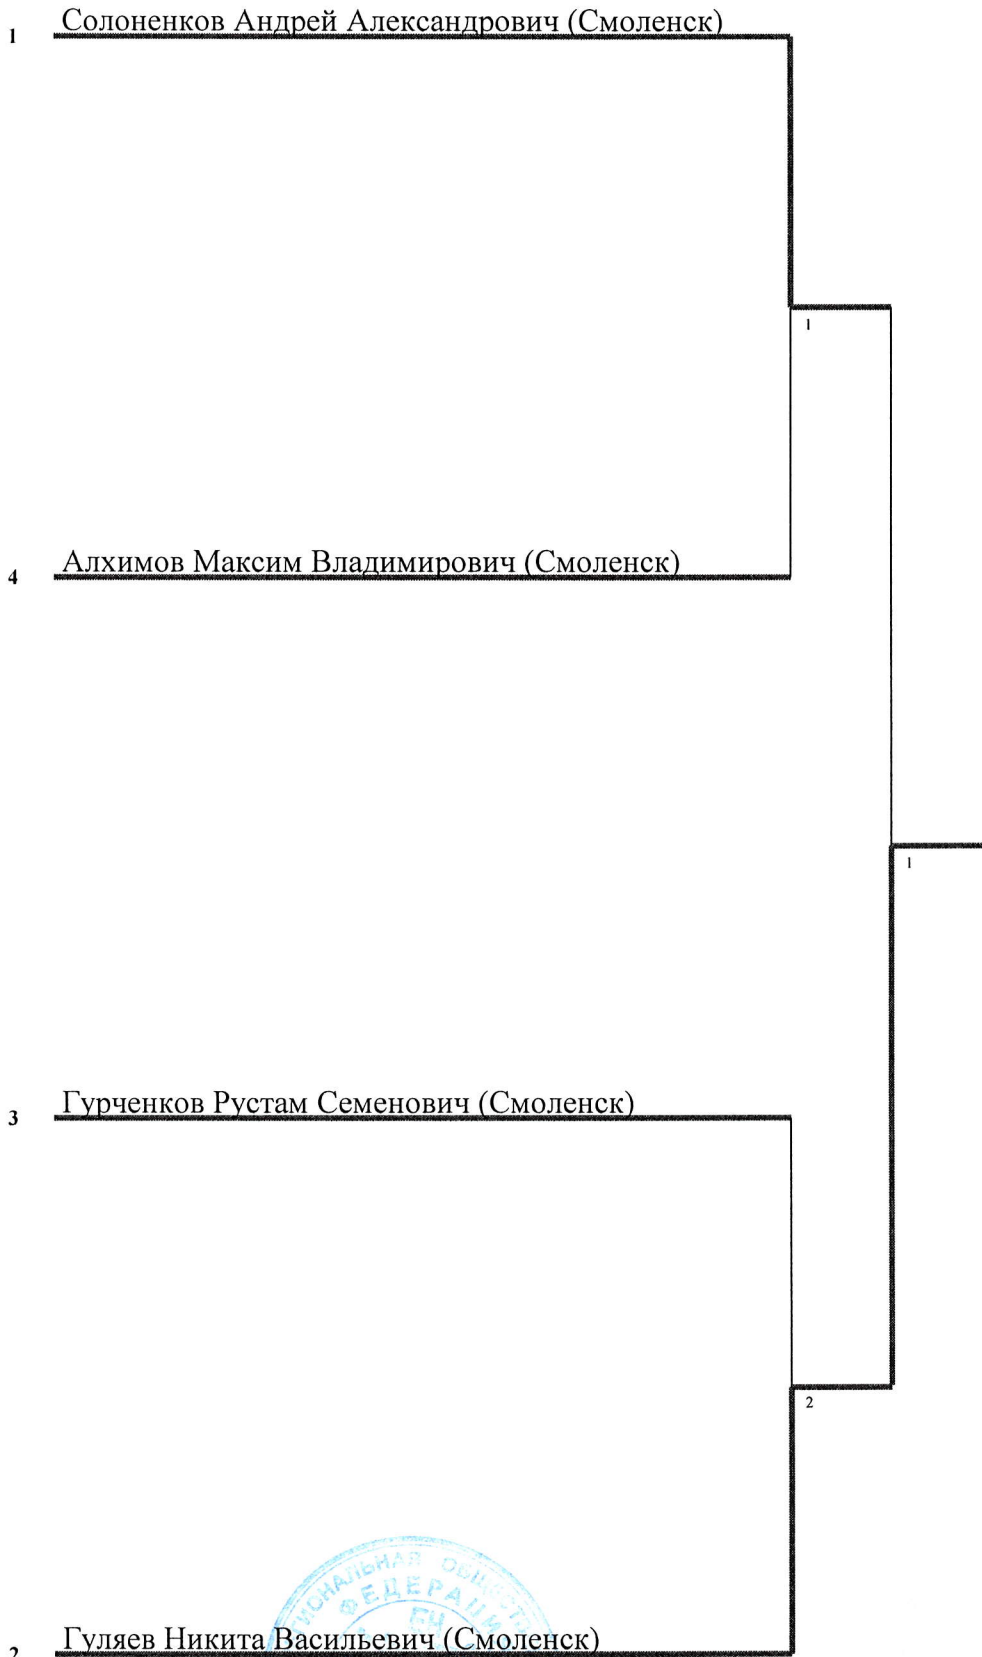 1 Солоненков Андрей Александрович (Смоленск)
1
4 Алхимов Максим Владимирович (Смоленск)
1
3 Гурченков Рустам Семенович (Смоленск)
2
ФЕДЕРАЦИ
2 Гуляев Никита Васильевич (Смоленск)